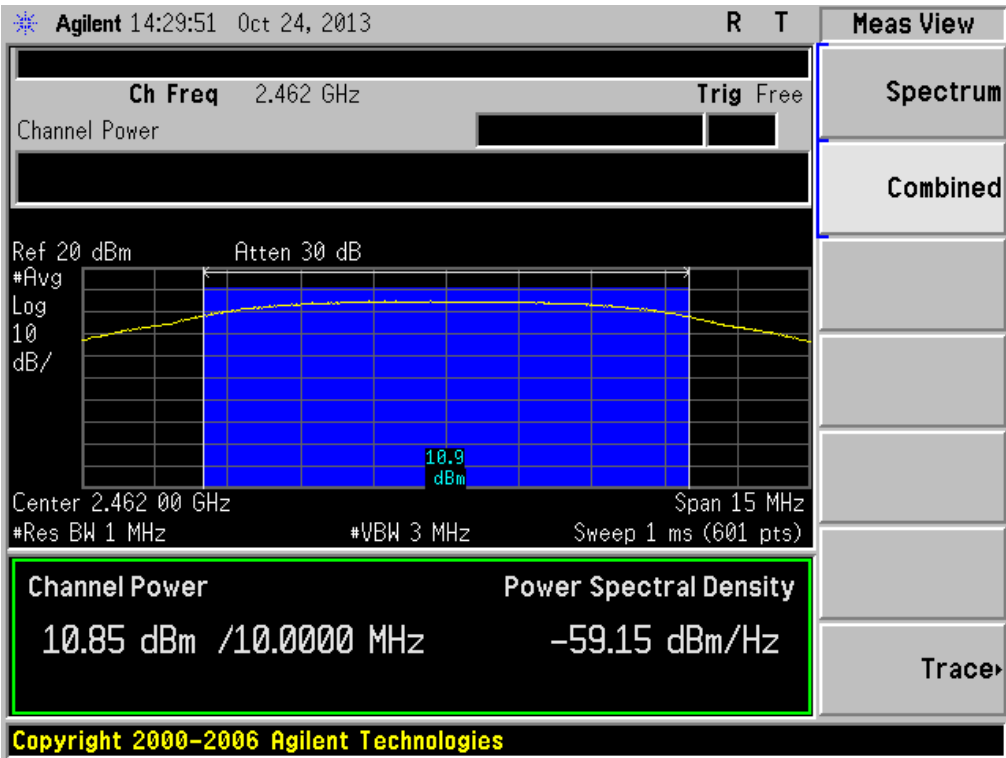 Agilent 14:29:51 Oct 24, 2013 R T
Meas View
Ch Freq 2.462 GHz Trig Free
Channel Power
Spectrum
Combined
Ref 20 dBm Atten 30 dB
#Avg
Log
10
dB/
10.9
dBm
Center 2.462 00 GHz Span 15 MHz
#Res BW 1 MHz #VBW 3 MHz Sweep 1 ms (601 pts)
Channel Power Power Spectral Density
10.85 dBm /10.0000 MHz -59.15 dBm/Hz
Trace
Copyright 2000-2006 Agilent Technologies